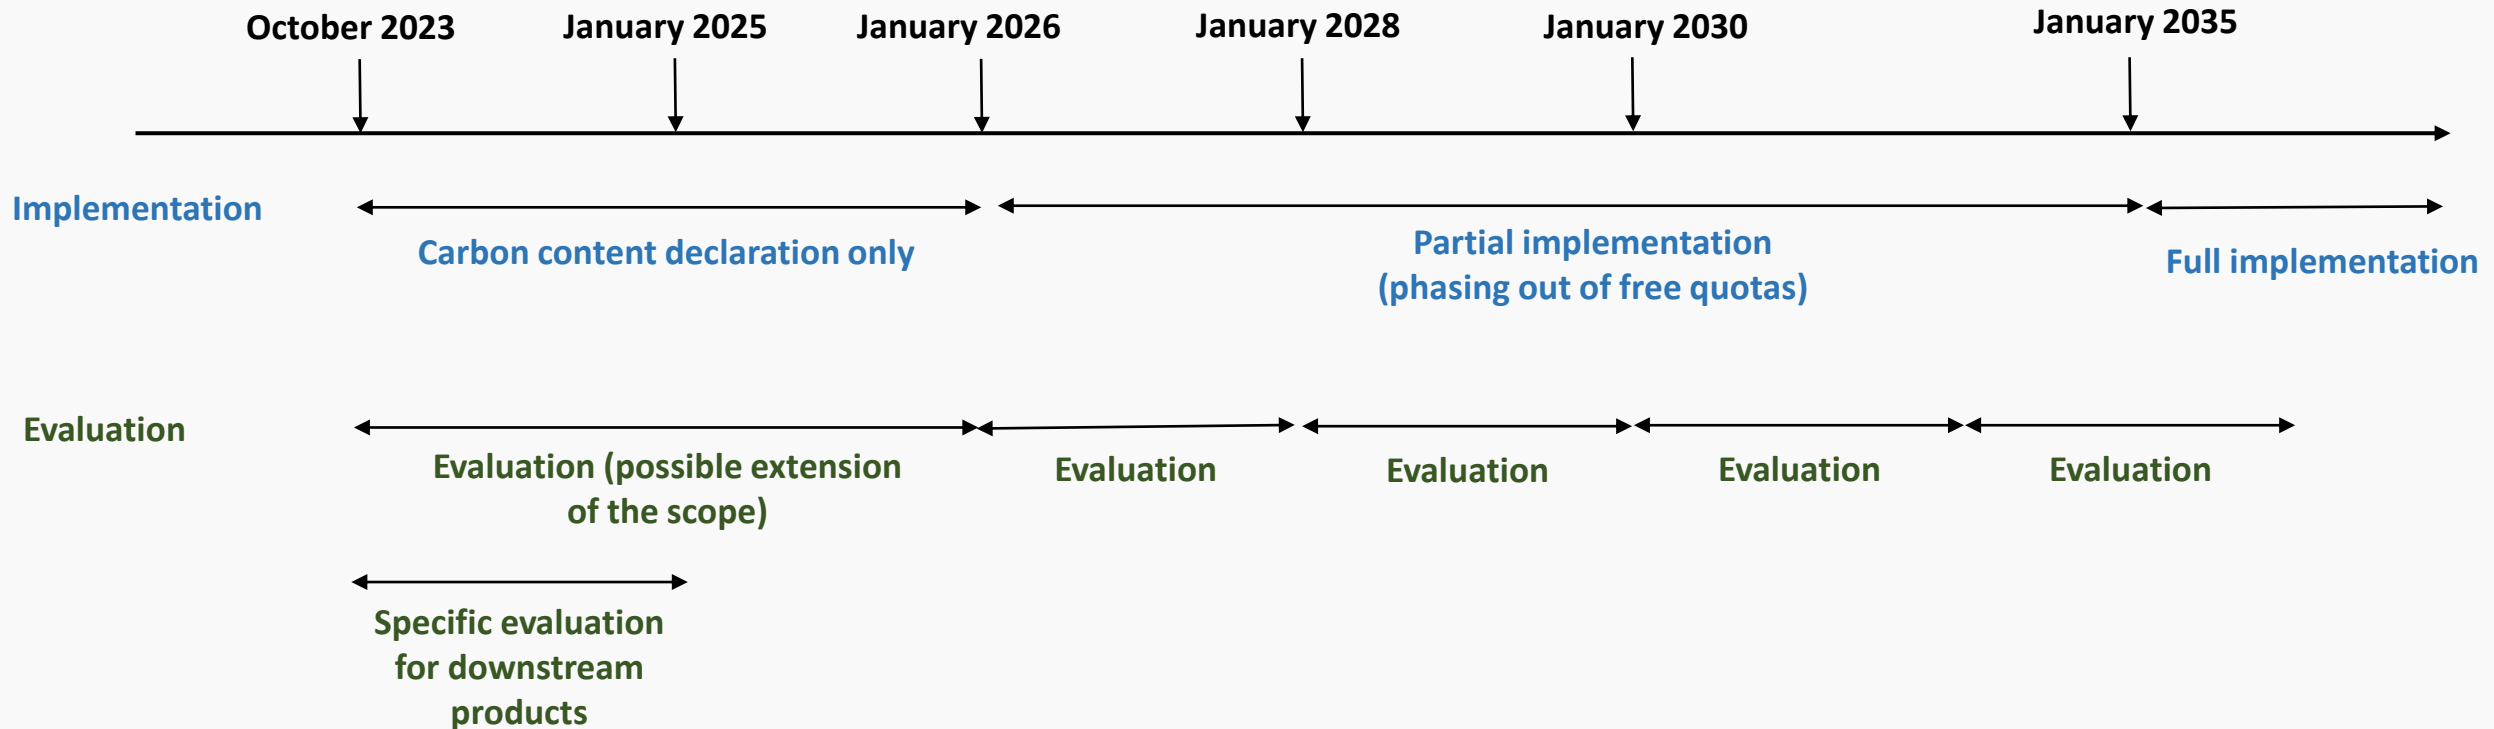 October 2023
January 2025
January 2026
January 2028
January 2030
January 2035
Implementation
Carbon content declaration only
Partial implementation
(phasing out of free quotas)
Full implementation
Evaluation
Evaluation (possible extension
of the scope)
Evaluation
Evaluation
Evaluation
Evaluation
Specific evaluation
for downstream
products